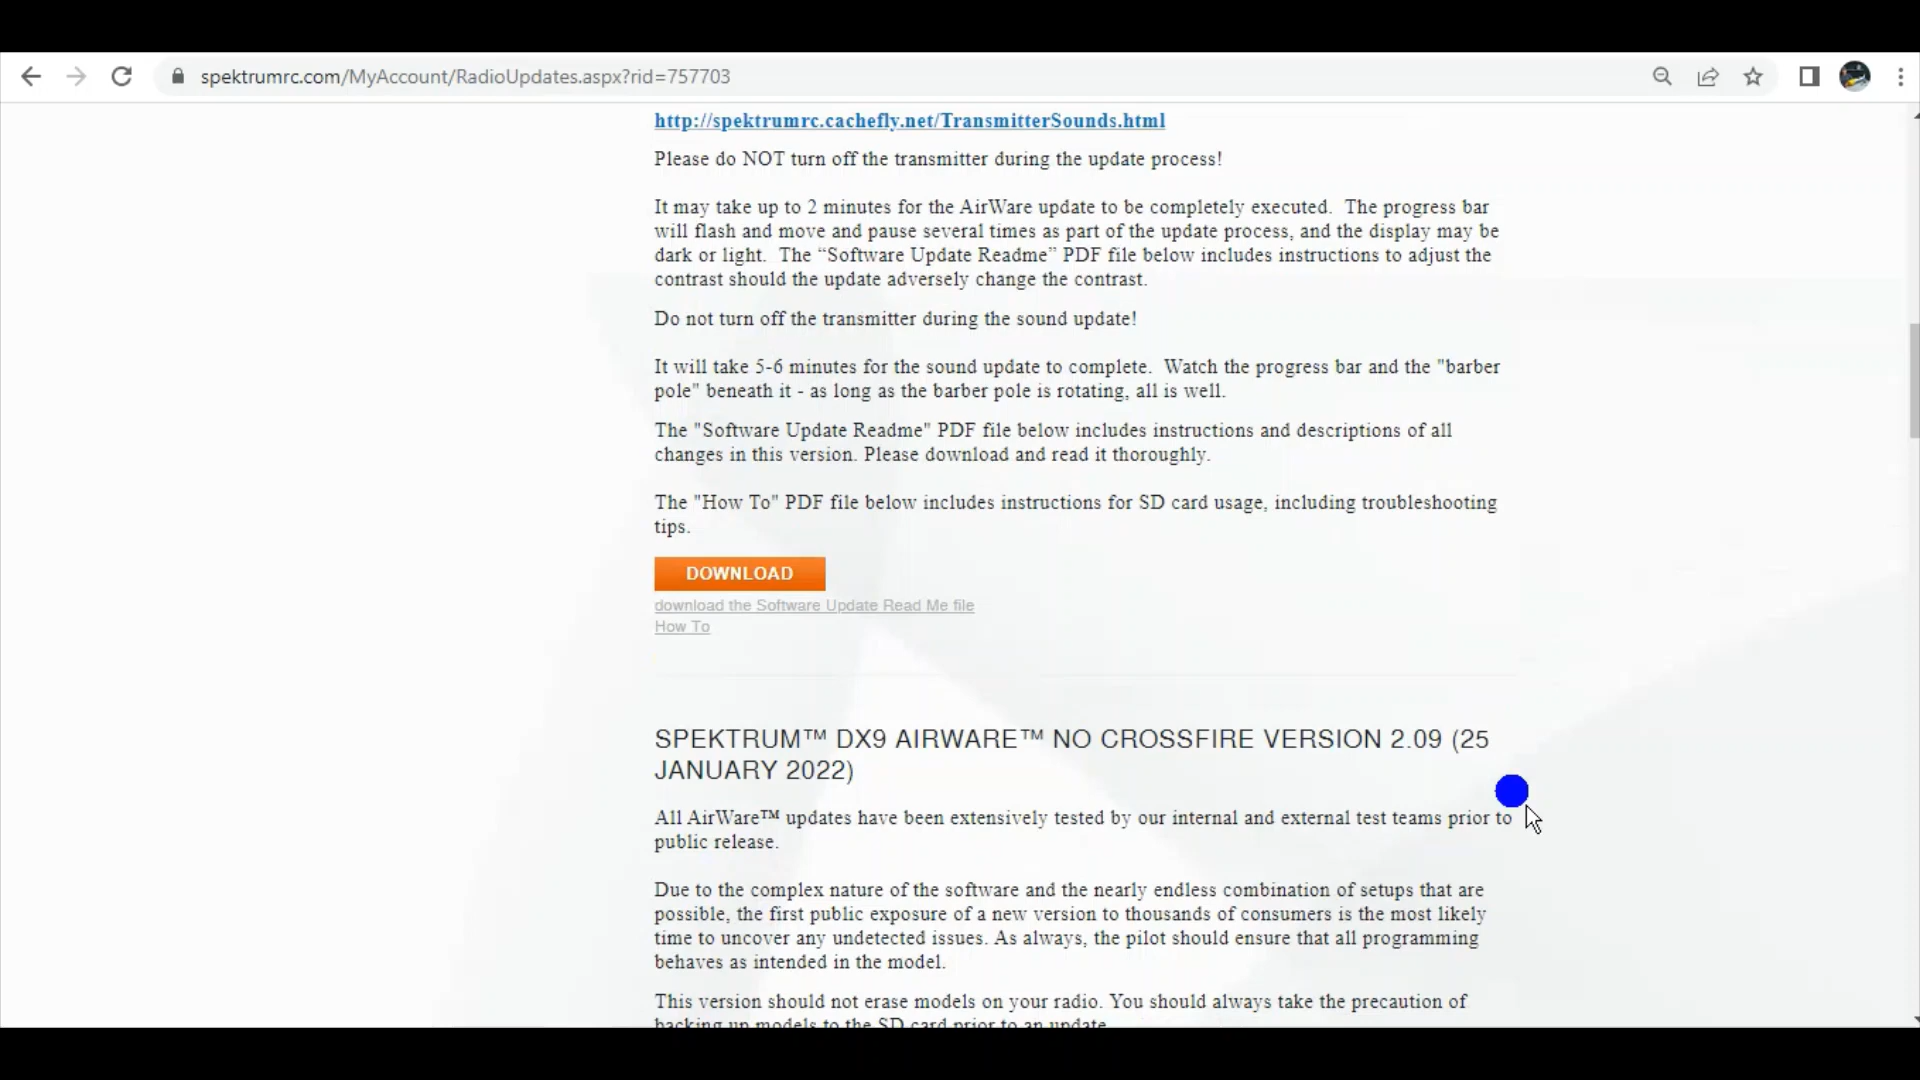 spektrumrc.com/MyAccount/RadioUpdates.aspx?rid=757703
http://spektrumrc.cachefly.net/TransmitterSounds.html
Please do NOT turn off the transmitter during the update process!
It may take up to 2 minutes for the AirWare update to be completely executed.  The progress bar
will flash and move and pause several times as part of the update process, and the display may be
dark or light.  The “Software Update Readme” PDF file below includes instructions to adjust the
contrast should the update adversely change the contrast.
Do not turn off the transmitter during the sound update!
It will take 5-6 minutes for the sound update to complete.  Watch the progress bar and the "barber
pole" beneath it - as long as the barber pole is rotating, all is well.
The "Software Update Readme" PDF file below includes instructions and descriptions of all
changes in this version. Please download and read it thoroughly.
The "How To" PDF file below includes instructions for SD card usage, including troubleshooting
tips.
DOWNLOAD
download the Software Update Read Me file
How To
SPEKTRUM™ DX9 AIRWARE™ NO CROSSFIRE VERSION 2.09 (25
JANUARY 2022)
All AirWare™ updates have been extensively tested by our internal and external test teams prior to
public release.
Due to the complex nature of the software and the nearly endless combination of setups that are
possible, the first public exposure of a new version to thousands of consumers is the most likely
time to uncover any undetected issues. As always, the pilot should ensure that all programming
behaves as intended in the model.
This version should not erase models on your radio. You should always take the precaution of
backing up models to the SD card prior to an update.